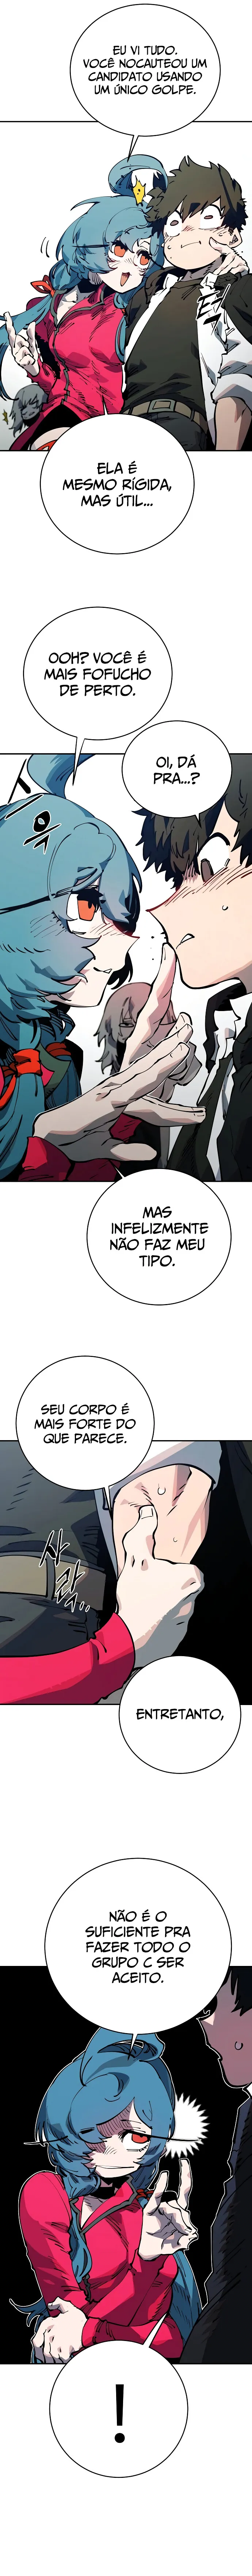 EU VI TUDO.
VOCÊ NOCAUTEOU UM
CANDIDATO USANDO
UM ÚNICO GOLPE.
ELA É
MESMO RÍGIDA,
MAS ÚTIL...
OOH? VOCÊ É
MAIS FOFUCHO
DE PERTO.
OI, DÁ
PRA...?
MAS
INFELIZMENTE
NÃO FAZ MEU
TIPO.
SEU CORPO É
MAIS FORTE DO
QUE PARECE.
ENTRETANTO,
NÃO É O
SUFICIENTE PRA
FAZER TODO O
GRUPO C SER
ACEITO.
!